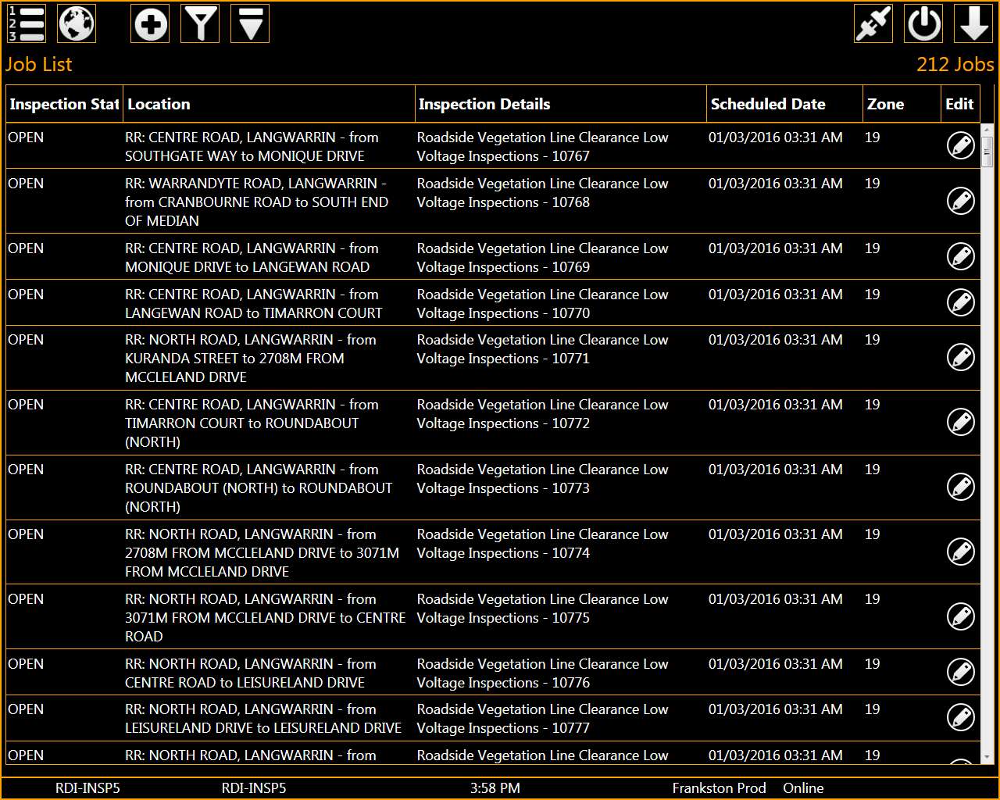 1
2
3
Job List 212 Jobs
Inspection Stat Location Inspection Details Scheduled Date Zone Edit
OPEN RR: CENTRE ROAD, LANGWARRIN - from Roadside Vegetation Line Clearance Low 01/03/2016 03:31 AM 19
SOUTHGATE WAY to MONIQUE DRIVE Voltage Inspections - 10767
OPEN RR: WARRANDYTE ROAD, LANGWARRIN - Roadside Vegetation Line Clearance Low 01/03/2016 03:31 AM 19
from CRANBOURNE ROAD to SOUTH END Voltage Inspections - 10768
OF MEDIAN
OPEN RR: CENTRE ROAD, LANGWARRIN - from Roadside Vegetation Line Clearance Low 01/03/2016 03:31 AM 19
MONIQUE DRIVE to LANGEWAN ROAD Voltage Inspections - 10769
OPEN RR: CENTRE ROAD, LANGWARRIN - from Roadside Vegetation Line Clearance Low 01/03/2016 03:31 AM 19
LANGEWAN ROAD to TIMARRON COURT Voltage Inspections - 10770
OPEN RR: NORTH ROAD, LANGWARRIN - from Roadside Vegetation Line Clearance Low 01/03/2016 03:31 AM 19
KURANDA STREET to 2708M FROM Voltage Inspections - 10771
MCCLELAND DRIVE
OPEN RR: CENTRE ROAD, LANGWARRIN - from Roadside Vegetation Line Clearance Low 01/03/2016 03:31 AM 19
TIMARRON COURT to ROUNDABOUT Voltage Inspections - 10772
(NORTH)
OPEN RR: CENTRE ROAD, LANGWARRIN - from Roadside Vegetation Line Clearance Low 01/03/2016 03:31 AM 19
ROUNDABOUT (NORTH) to ROUNDABOUT Voltage Inspections - 10773
(NORTH)
OPEN RR: NORTH ROAD, LANGWARRIN - from Roadside Vegetation Line Clearance Low 01/03/2016 03:31 AM 19
2708M FROM MCCLELAND DRIVE to 3071M Voltage Inspections - 10774
FROM MCCLELAND DRIVE
OPEN RR: NORTH ROAD, LANGWARRIN - from Roadside Vegetation Line Clearance Low 01/03/2016 03:31 AM 19
3071M FROM MCCLELAND DRIVE to CENTRE Voltage Inspections - 10775
ROAD
OPEN RR: NORTH ROAD, LANGWARRIN - from Roadside Vegetation Line Clearance Low 01/03/2016 03:31 AM 19
CENTRE ROAD to LEISURELAND DRIVE Voltage Inspections - 10776
OPEN RR: NORTH ROAD, LANGWARRIN - from Roadside Vegetation Line Clearance Low 01/03/2016 03:31 AM 19
LEISURELAND DRIVE to LEISURELAND DRIVE Voltage Inspections - 10777
OPEN RR: NORTH ROAD, LANGWARRIN - from Roadside Vegetation Line Clearance Low 01/03/2016 03:31 AM 19
RDI-INSP5 RDI-INSP5 3:58 PM Frankston Prod Online